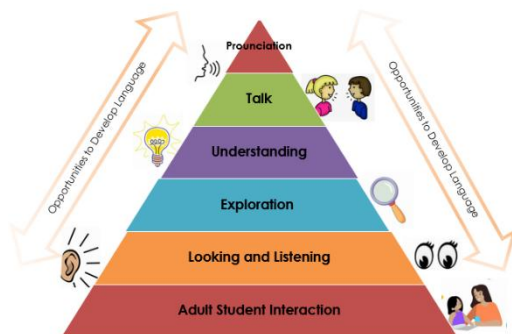 Prounciation
Talk
Understanding
Exploration
Looking and Listening
Adult Student Interaction
Opportunities to Develop Language
Opportunities to Develop Language